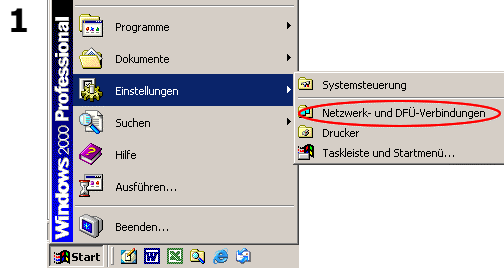 1
Windows 2000 Professional
Programme
Dokumente
Einstellungen
Suchen
Hilfe
Ausführen...
Beenden...
Systemsteuerung
Netzwerk- und DFÜ-Verbindungen
Drucker
Taskleiste und Startmenü...
Start